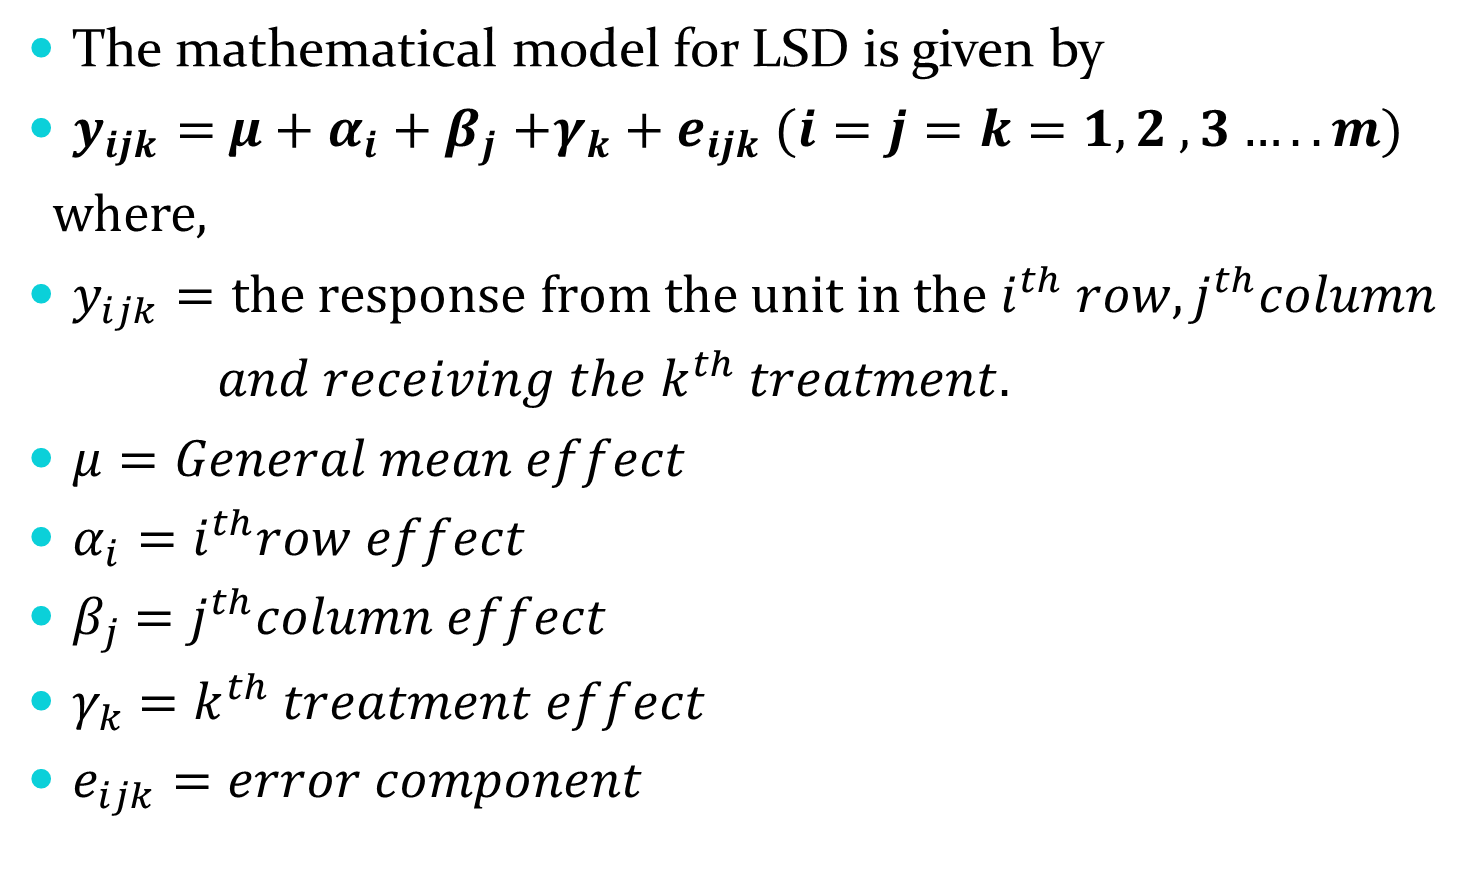 • The mathematical model for LSD is given by
• y_ijk = μ + α_i + β_j +γ_k + e_ijk (i = j = k = 1, 2 , 3 … . . m)
where,
• y_ijk = the response from the unit in the i^th row, j^th column
and receiving the k^th treatment.
• μ = General mean effect
• α_i = i^th row effect
• β_j = j^th column effect
• γ_k = k^th treatment effect
• e_ijk = error component